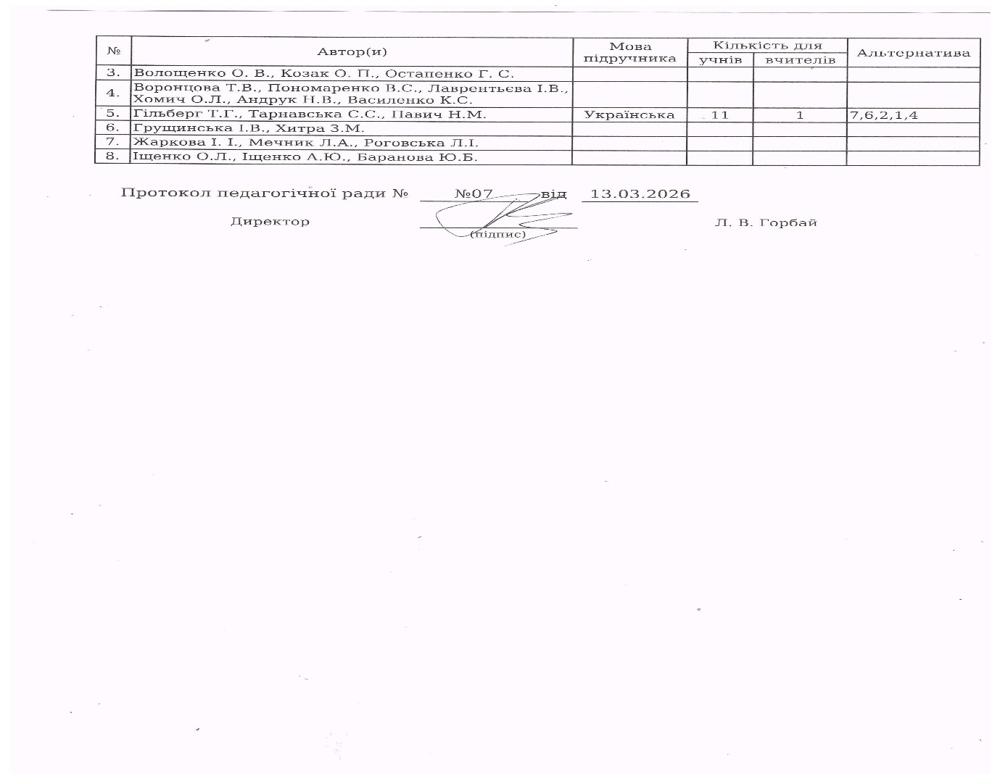 № Автор(и) Мова підручника Кількість для Альтернатива
учнів вчителів
3. Волощенко О. В., Козак О. П., Остапенко Г. С.
4. Воронцова Т.В., Пономаренко В.С., Лаврентьєва І.В.,
Хомич О.Л., Андрук Н.В., Василенко К.С.
5. Гільберг Т.Г., Тарнавська С.С., Павич Н.М. Українська 11 1 7,6,2,1,4
6. Грущинська І.В., Хитра З.М.
7. Жаркова І. І., Мечник Л.А., Роговська Л.І.
8. Іщенко О.Л., Іщенко А.Ю., Баранова Ю.Б.
Протокол педагогічної ради № №07 від 13.03.2026
Директор Л. В. Горбай
(підпис)